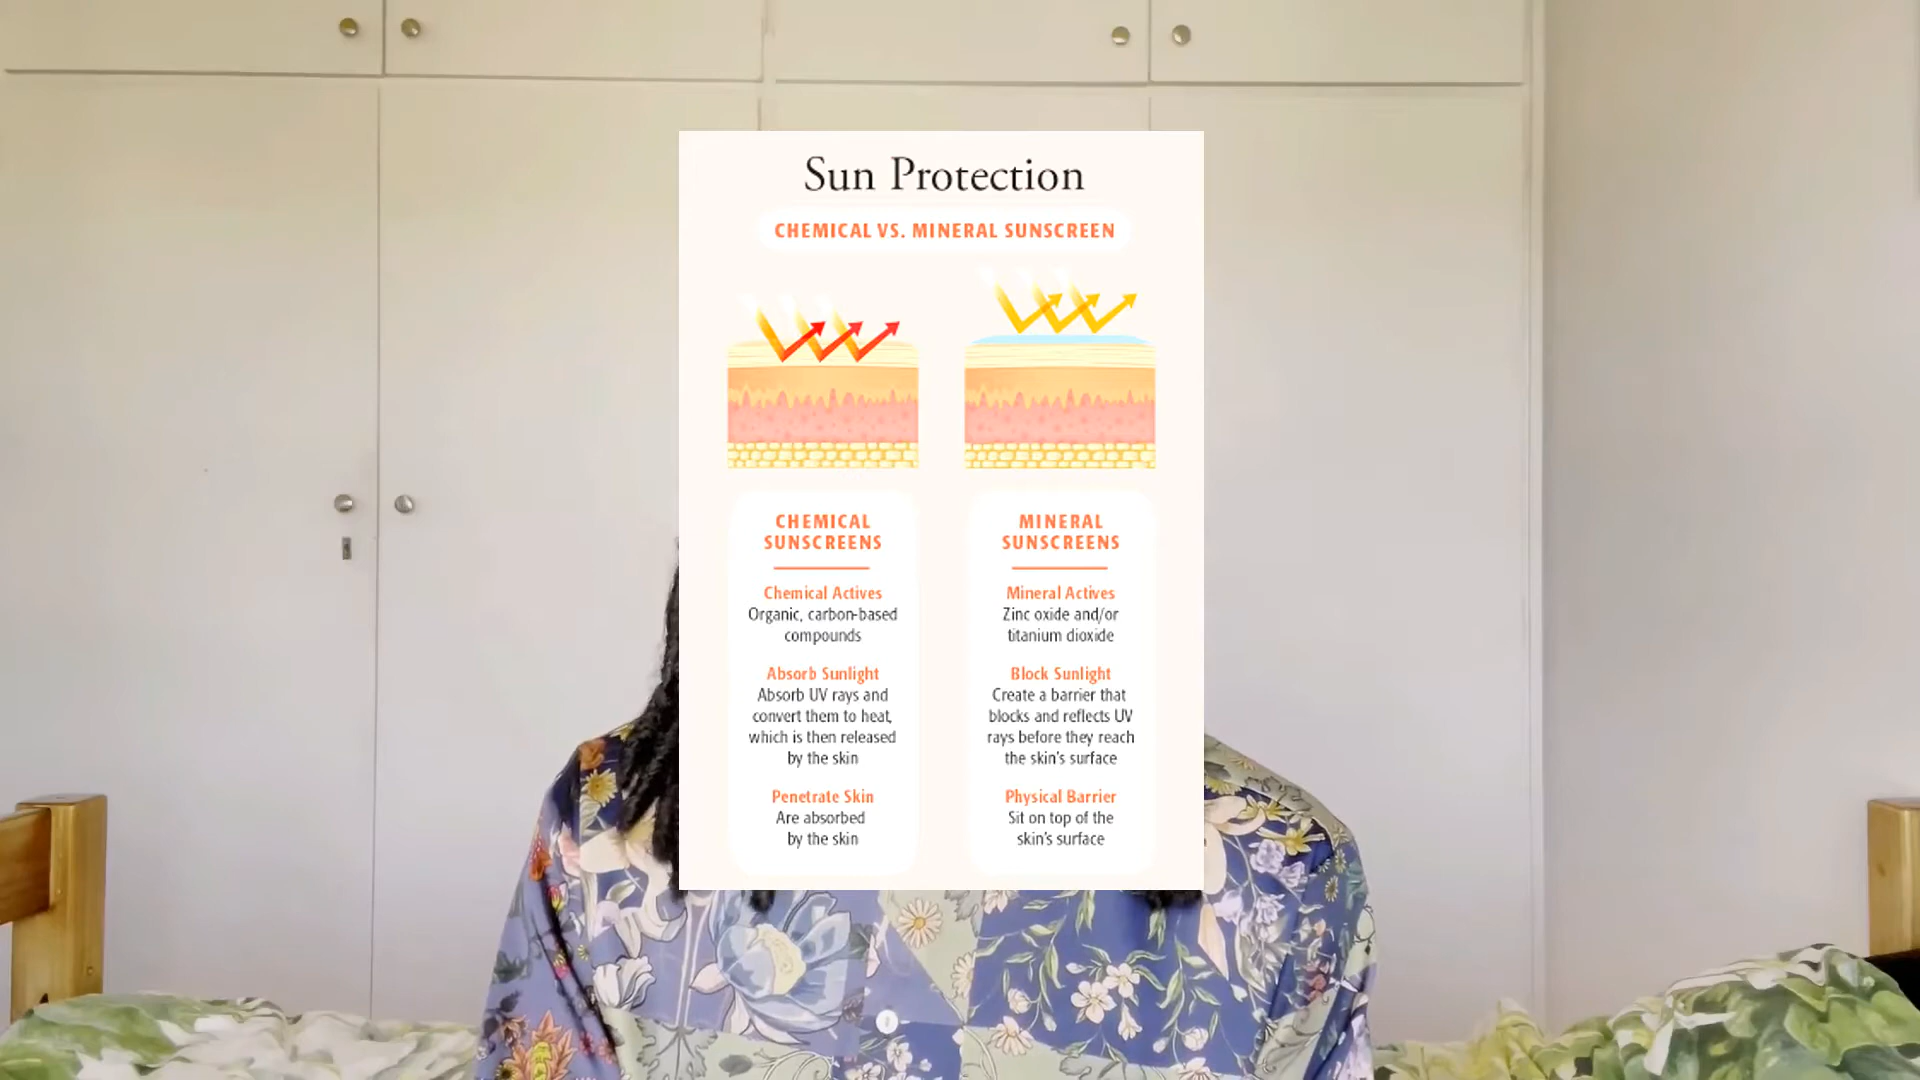 Sun Protection
CHEMICAL VS. MINERAL SUNSCREEN
CHEMICAL
SUNSCREENS
Chemical Actives
Organic, carbon-based
compounds
Absorb Sunlight
Absorb UV rays and
convert them to heat,
which is then released
by the skin
Penetrate Skin
Are absorbed
by the skin
MINERAL
SUNSCREENS
Mineral Actives
Zinc oxide and/or
titanium dioxide
Block Sunlight
Create a barrier that
blocks and reflects UV
rays before they reach
the skin's surface
Physical Barrier
Sit on top of the
skin's surface